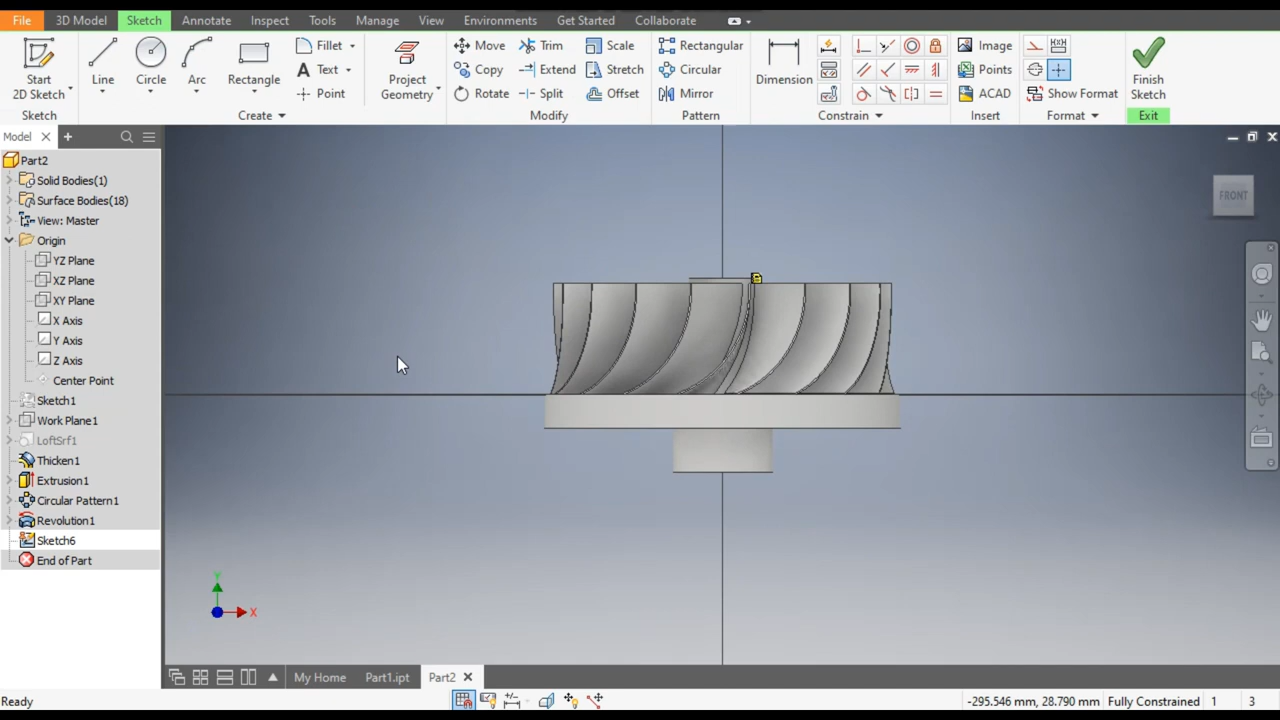 File 3D Model Sketch Annotate Inspect Tools Manage View Environments Get Started Collaborate
Start 2D Sketch Line Circle Arc Rectangle Fillet Text Point Project Geometry Move Copy Rotate Trim Extend Split Scale Stretch Offset Rectangular Circular Mirror Dimension Image Points ACAD Show Format Finish Sketch
Sketch Create Modify Pattern Constrain Insert Format Exit
Model
Part2
Solid Bodies(1)
Surface Bodies(18)
View: Master
Origin
YZ Plane
XZ Plane
XY Plane
X Axis
Y Axis
Z Axis
Center Point
Sketch1
Work Plane1
LoftSrf1
Thicken1
Extrusion1
Circular Pattern1
Revolution1
Sketch6
End of Part
FRONT
Y
X
My Home Part1.ipt Part2
Ready -295.546 mm, 28.790 mm Fully Constrained 1 3